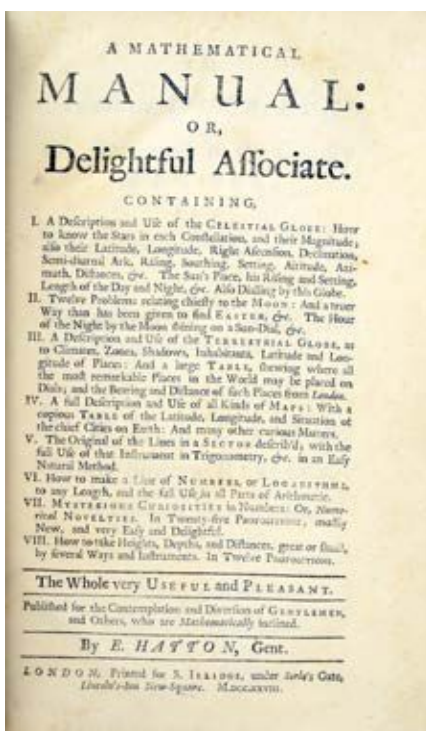 A MATHEMATICAL
MANUAL:
OR,
Delightful Aſſociate.
CONTAINING,
I. A Deſcription and Uſe of the CELESTIAL GLOBE: How
to know the Stars in each Conſtellation, and their Magnitude;
alſo their Latitude, Longitude, Right Aſcenſion, Declination,
Semi-diurnal Ark, Riſing, Southing, Setting, Altitude, Azi-
muth, Diſtances, &c. The Sun's Place, his Riſing and Setting,
Length of the Day and Night, &c. Alſo Dialling by this Globe.
II. Twelve Problems relating chiefly to the MOON: And a truer
Way than has been given to find EASTER, &c. The Hour
of the Night by the Moon ſhining on a Sun-Dial, &c.
III. A Deſcription and Uſe of the TERRESTRIAL GLOBE, as
to Climates, Zones, Shadows, Inhabitants, Latitude and Lon-
gitude of Places: And a large TABLE, ſhewing where all
the moſt remarkable Places in the World may be placed on
Dials; and the Bearing and Diſtance of ſuch Places from London.
IV. A full Deſcription and Uſe of all Kinds of MAPS: With a
copious TABLE of the Latitude, Longitude, and Situation of
the chief Cities on Earth: And many other curious Matters.
V. The Original of the Lines in a SECTOR deſcrib'd; with the
full Uſe of that Inſtrument in Trigonometry, &c. in an Eaſy
Natural Method.
VI. How to make a Line of NUMBERS, or LOGARITHMS,
to any Length, and the full Uſe, in all Parts of Arithmetic.
VII. MYSTERIOUS CURIOSITIES in Numbers: Or, Nume-
rical NOVELTIES. In Twenty-five PROPOSITIONS, moſtly
New, and very Eaſy and Delightful.
VIII. How to take Heights, Depths, and Diſtances, great or ſmall,
by ſeveral Ways and Inſtruments. In Twelve PROPOSITIONS.
The Whole very USEFUL and PLEASANT.
Publiſhed for the Contemplation and Diverſion of GENTLEMEN,
and Others, who are Mathematically inclined.
By E. HATTON, Gent.
LONDON, Printed for S. ILLIDGE, under Serle's Gate,
Lincoln's-Inn New-Square. M.DCC.XXVIII.